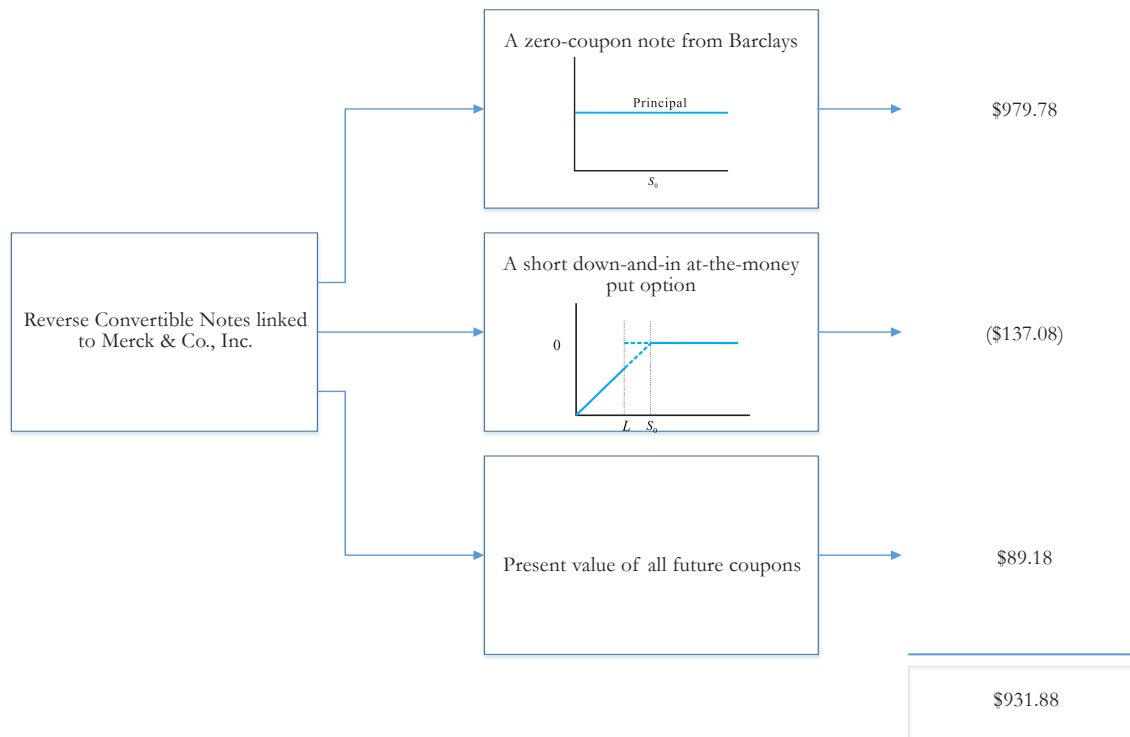 A zero-coupon note from Barclays
Principal
S₀
$979.78
Reverse Convertible Notes linked
to Merck & Co., Inc.
A short down-and-in at-the-money
put option
0
L S₀
($137.08)
Present value of all future coupons
$89.18
$931.88